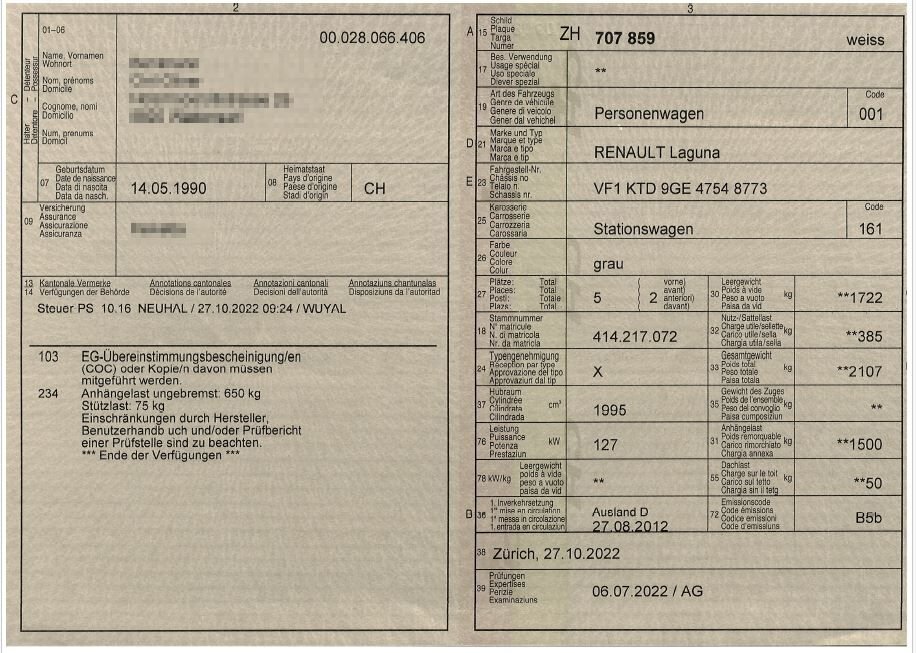 2
01-06
00.028.066.406
C
Halter – Détenteur
Detentore – Possessur
Name, Vornamen
Wohnort
Nom, prénoms
Domicile
Cognome, nomi
Domicilio
Num, prenums
Domicil
07
Geburtsdatum
Date de naissance
Data di nascita
Data da nasch.
14.05.1990
08
Heimatstaat
Pays d'origine
Paese d'origine
Stadi d'origin
CH
09
Versicherung
Assurance
Assicurazione
Assicuranza
13 Kantonale Vermerke Annotations cantonales Annotazioni cantonali Annotaziuns chantunalas
14 Verfügungen der Behörde Décisions de l'autorité Decisioni dell'autorità Disposiziuns da l'autoritad
Steuer PS 10.16 NEUHAL / 27.10.2022 09:24 / WUYAL
103 EG-Übereinstimmungsbescheinigung/en
(COC) oder Kopie/n davon müssen
mitgeführt werden.
234 Anhängelast ungebremst: 650 kg
Stützlast: 75 kg
Einschränkungen durch Hersteller,
Benutzerhandb uch und/oder Prüfbericht
einer Prüfstelle sind zu beachten.
*** Ende der Verfügungen ***
3
A 15
Schild
Plaque
Targa
Numer
ZH 707 859 weiss
17
Bes. Verwendung
Usage spécial
Uso speciale
Diever spezial
**
19
Art des Fahrzeugs
Genre de véhicule
Genere di veicolo
Gener dal vehichel
Personenwagen
Code
001
D 21
Marke und Typ
Marque et type
Marca e tipo
Marca e tip
RENAULT Laguna
E 23
Fahrgestell-Nr.
Châssis no
Telaio n.
Schassis nr.
VF1 KTD 9GE 4754 8773
25
Karosserie
Carrosserie
Carrozzeria
Carossaria
Stationswagen
Code
161
26
Farbe
Couleur
Colore
Colur
grau
27
Plätze: Total
Places: Total
Posti: Totale
Plazs: Total
5
vorne)
avant)
2 anteriori)
davant)
30
Leergewicht
Poids à vide
Peso a vuoto
Paisa da vid
kg
**1722
18
Stammnummer
N° matricule
N. di matricola
Nr. da matricla
414.217.072
32
Nutz-/Sattellast
Charge utile/sellette
Carico utile/sella
Chargia utila/sella
kg
**385
24
Typengenehmigung
Réception par type
Approvazione del tipo
Approvaziun dal tip
X
33
Gesamtgewicht
Poids total
Peso totale
Paisa totala
kg
**2107
37
Hubraum
Cylindrée
Cilindrata
Cilindrada
cm³
1995
35
Gewicht des Zuges
Poids de l'ensemble
Peso del convoglio
Paisa cumposiziun
kg
**
76
Leistung
Puissance
Potenza
Prestaziun
kW
127
31
Anhängelast
Poids remorquable
Carico rimorchiato
Chargia annexa
kg
**1500
78 kW/kg
Leergewicht
poids à vide
peso a vuoto
paisa da vid
**
55
Dachlast
Charge sur le toit
Carico sul tetto
Chargia sin il tetg
kg
**50
B 36
1. Inverkehrsetzung
1re mise en circulation
1a messa in circolazione
1. entrada en circulaziun
Ausland D
27.08.2012
72
Emissionscode
Code émissions
Codice emissioni
Code d'emissiuns
B5b
38 Zürich, 27.10.2022
39
Prüfungen
Expertises
Perizie
Examinaziuns
06.07.2022 / AG